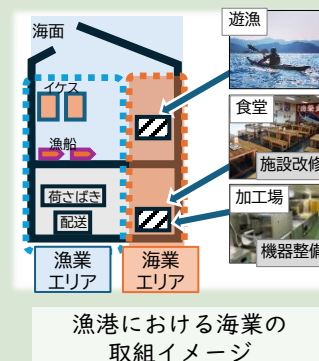 海面
イケス
漁船
荷さばき
配送
漁業
エリア
海業
エリア
遊漁
食堂
施設改修
加工場
機器整備
漁港における海業の
取組イメージ